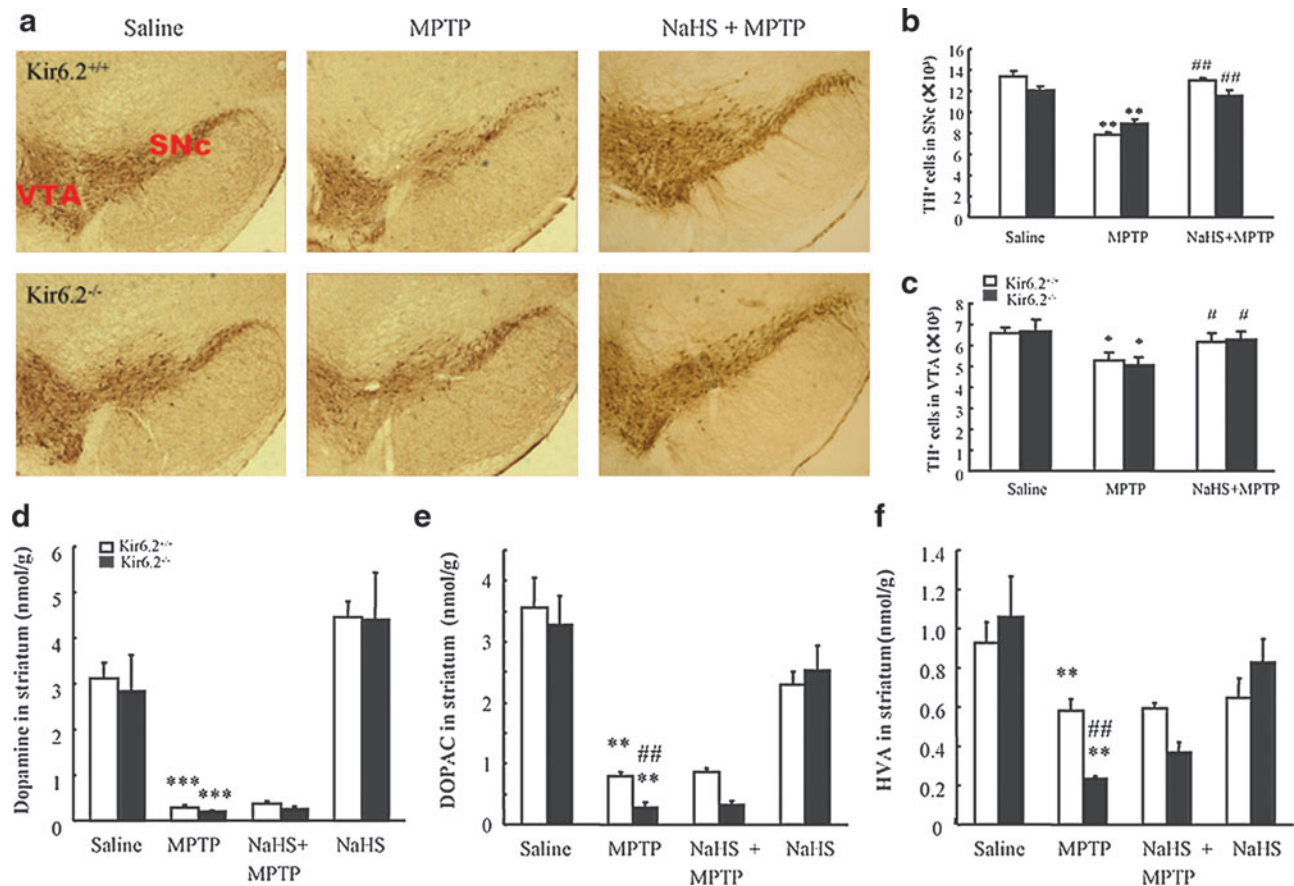 a
Saline MPTP NaHS + MPTP
Kir6.2+/+
SNc
VTA
Kir6.2-/-
b
TH+ cells in SNc (×10³)
16
14
12
10
8
6
4
2
0
** ** ## ##
Saline MPTP NaHS+MPTP
c
Kir6.2+/+
Kir6.2-/-
TH+ cells in VTA (×10³)
8
7
6
5
4
3
2
1
0
* * # #
Saline MPTP NaHS+MPTP
d
Kir6.2+/+
Kir6.2-/-
Dopamine in striatum (nmol/g)
6
5
4
3
2
1
0
*** ***
Saline MPTP NaHS+ NaHS
MPTP
e
DOPAC in striatum (nmol/g)
4
3
2
1
0
** ##
**
Saline MPTP NaHS + NaHS
MPTP
f
HVA in striatum(nmol/g)
1.4
1.2
1.0
0.8
0.6
0.4
0.2
0
**
##
**
Saline MPTP NaHS + NaHS
MPTP